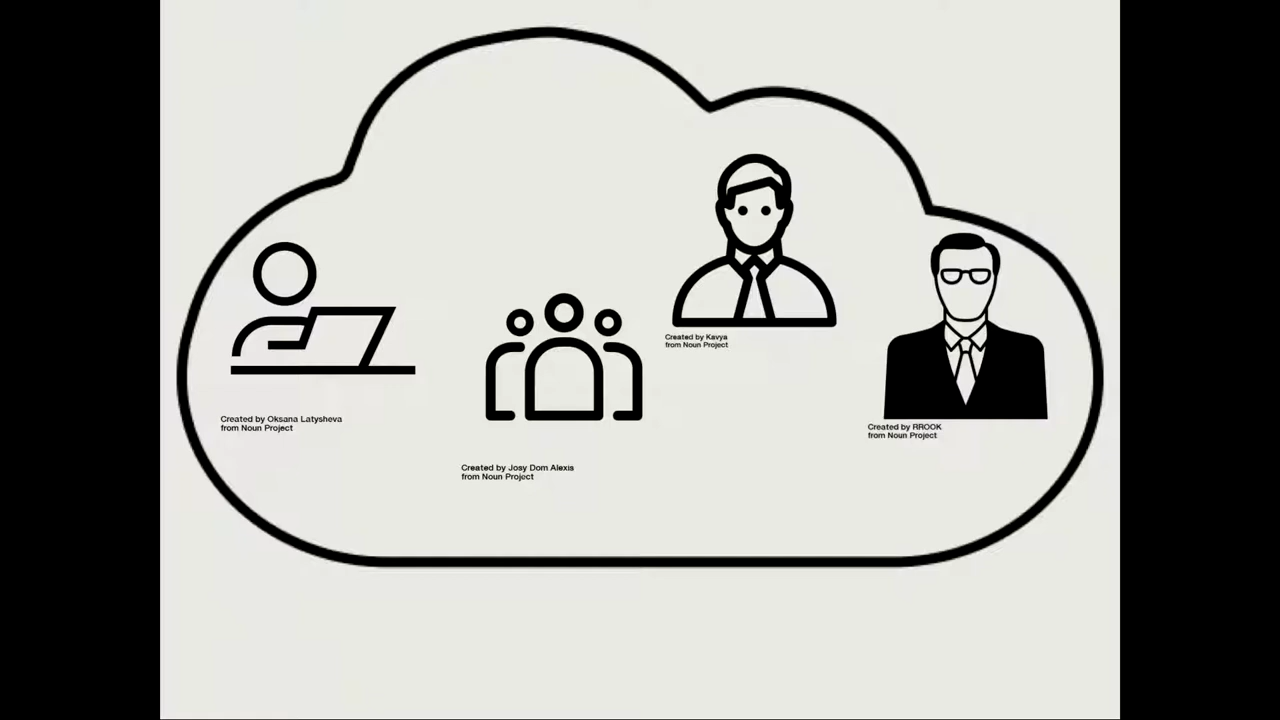 Created by Oksana Latysheva
from Noun Project
Created by Josy Dom Alexis
from Noun Project
Created by Kavya
from Noun Project
Created by RROOK
from Noun Project